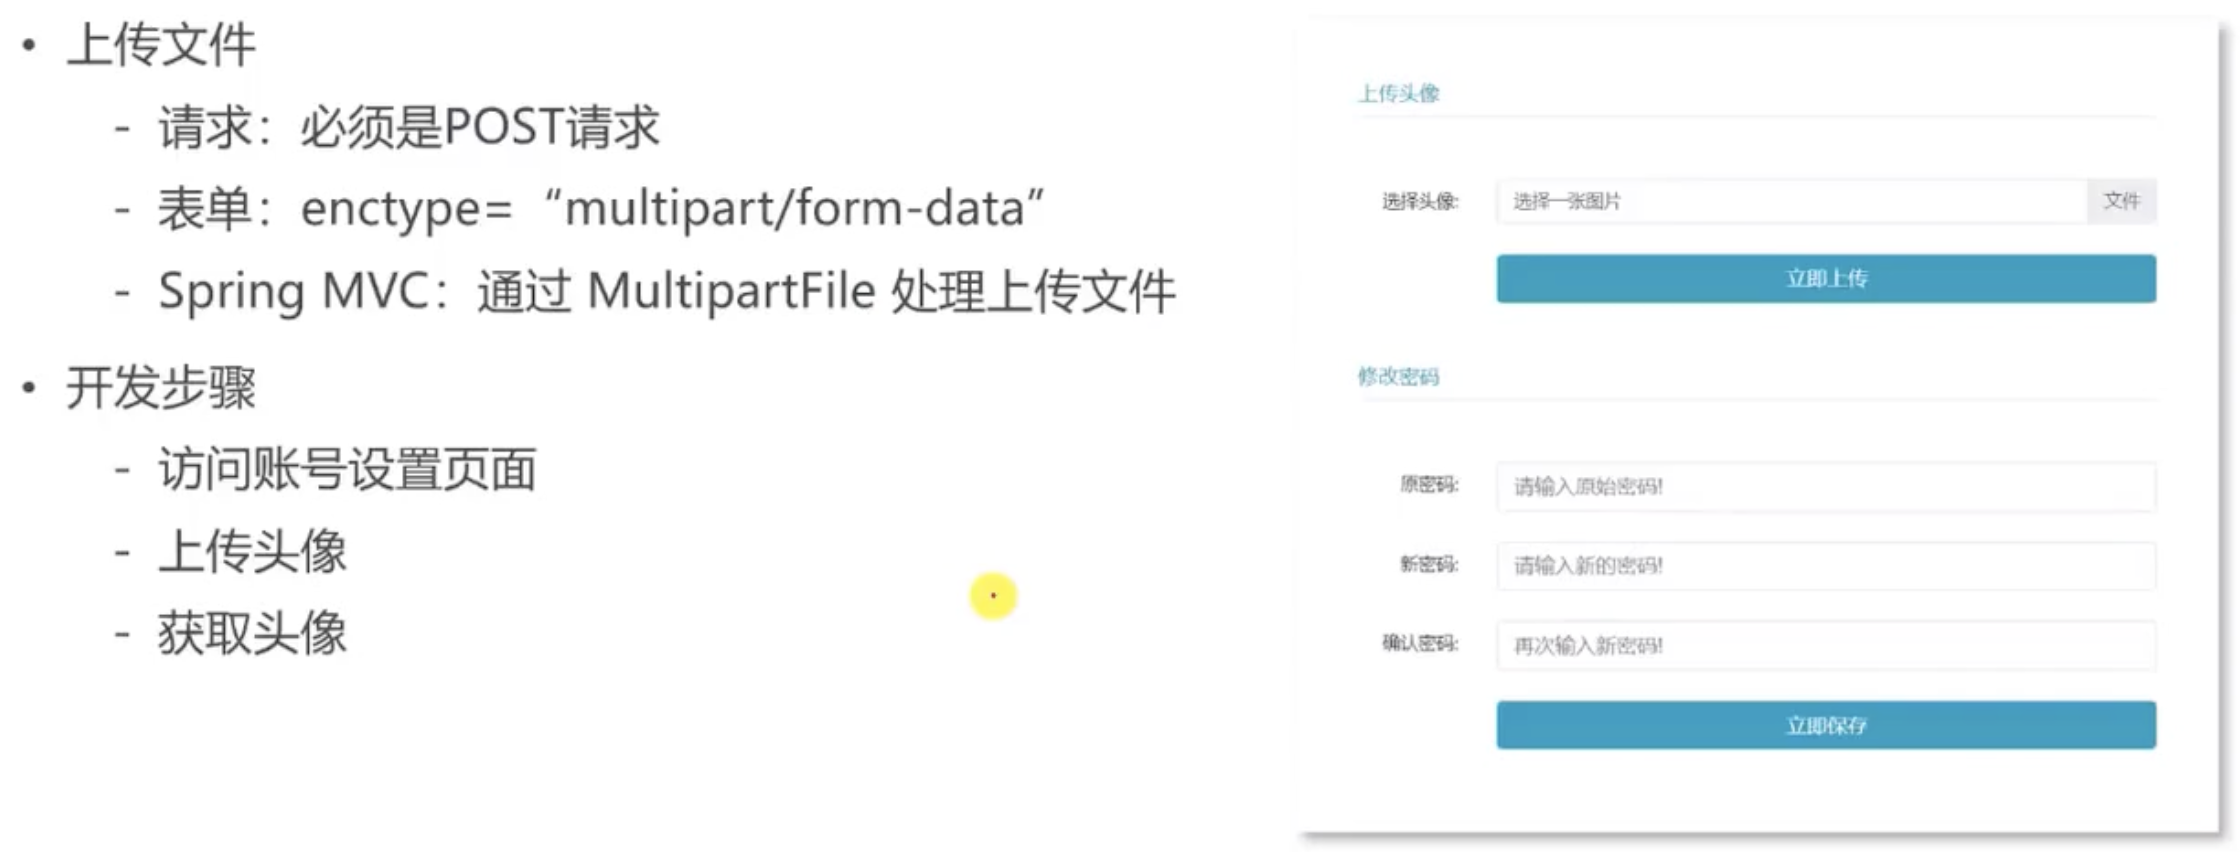 • 上传文件
- 请求：必须是POST请求
- 表单：enctype=“multipart/form-data”
- Spring MVC：通过 MultipartFile 处理上传文件
• 开发步骤
- 访问账号设置页面
- 上传头像
- 获取头像
上传头像
选择头像: 选择一张图片 文件
立即上传
修改密码
原密码: 请输入原始密码!
新密码: 请输入新的密码!
确认密码: 再次输入新密码!
立即保存